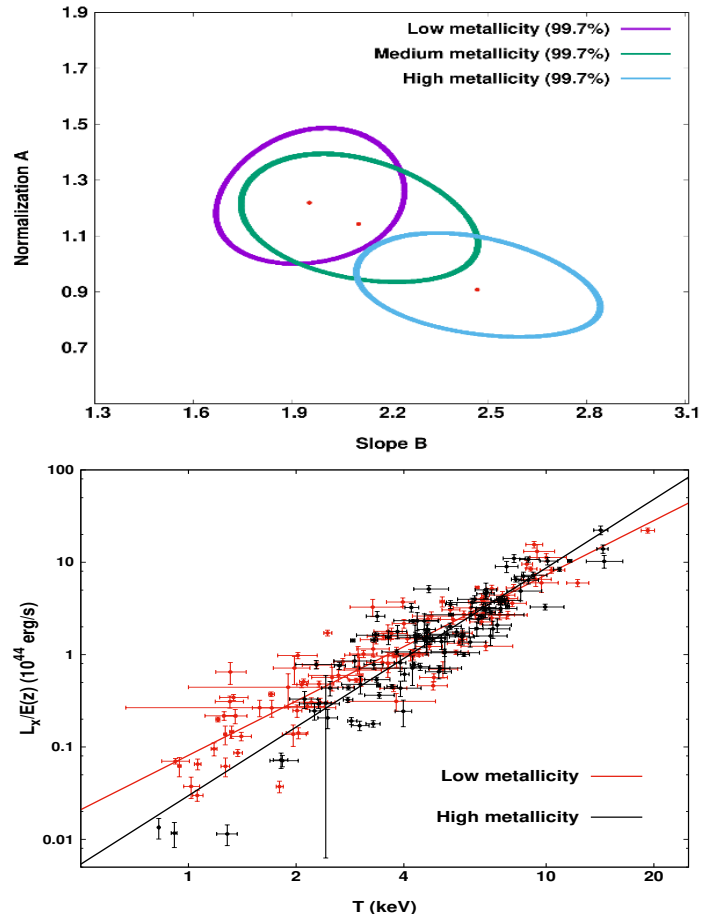 Low metallicity (99.7%)
Medium metallicity (99.7%)
High metallicity (99.7%)
1.9
1.7
1.5
1.3
1.1
0.9
0.7
Normalization A
1.3 1.6 1.9 2.2 2.5 2.8 3.1
Slope B
100
10
1
0.1
0.01
Lx/E(z) (10^44 erg/s)
Low metallicity
High metallicity
1 2 4 10 20
T (keV)